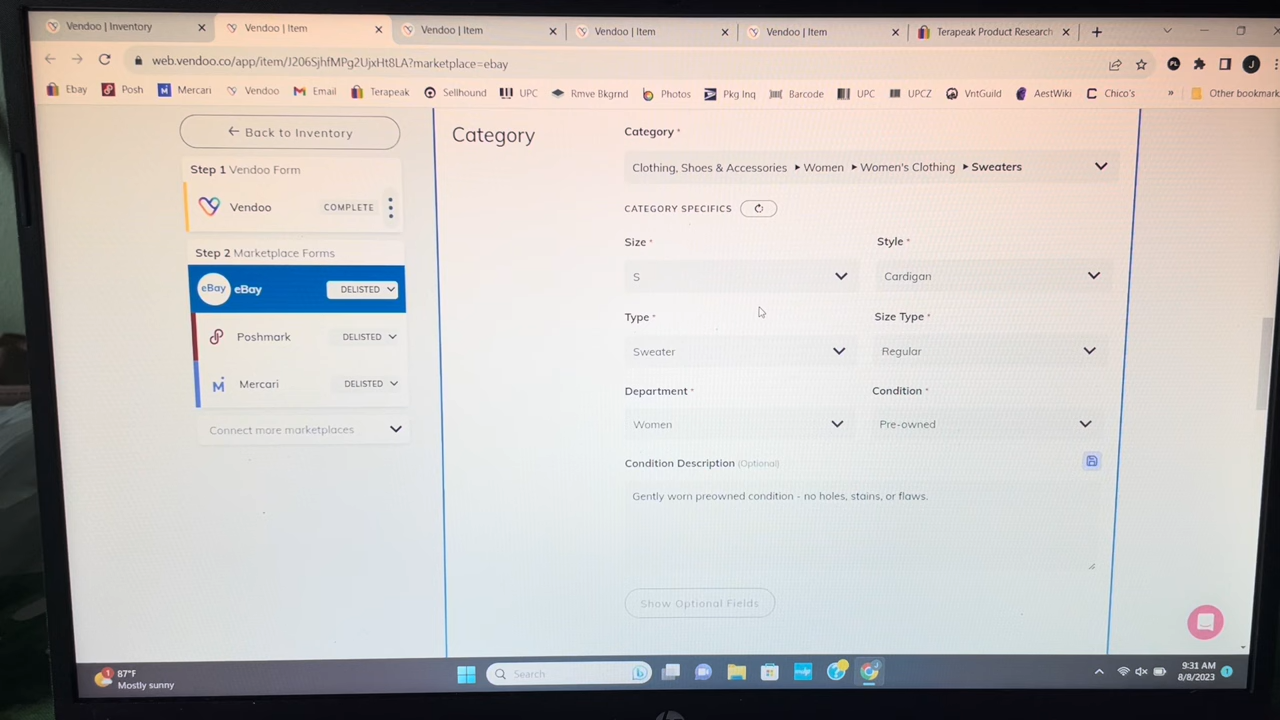 Vendoo | Inventory
Vendoo | Item
Vendoo | Item
Vendoo | Item
Vendoo | Item
Terapeak Product Research
web.vendoo.co/app/item/J206SjhfMPg2UjxHt8LA?marketplace=ebay
Ebay
Posh
Mercari
Vendoo
Email
Terapeak
Sellhound
UPC
Rmve Bkgrnd
Photos
Pkg Inq
Barcode
UPC
UPCZ
VntGuild
AestWiki
Chico's
»
Other bookmark
← Back to Inventory
Step 1 Vendoo Form
Vendoo
COMPLETE
Step 2 Marketplace Forms
eBay eBay
DELISTED
Poshmark
DELISTED
Mercari
DELISTED
Connect more marketplaces
Category
Category *
Clothing, Shoes & Accessories ▸ Women ▸ Women's Clothing ▸ Sweaters
CATEGORY SPECIFICS
Size *
Style *
S
Cardigan
Type *
Size Type *
Sweater
Regular
Department *
Condition *
Women
Pre-owned
Condition Description (Optional)
Gently worn preowned condition - no holes, stains, or flaws.
Show Optional Fields
1
87°F
Mostly sunny
Search
9:31 AM
8/8/2023
1
J
PL